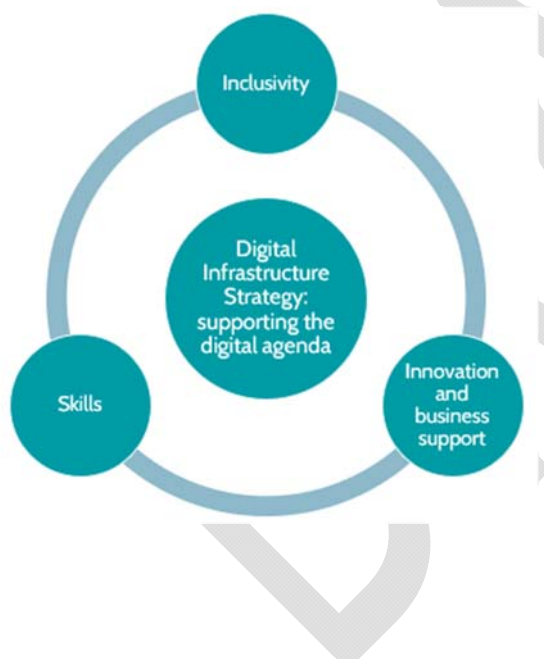 Inclusivity
Digital
Infrastructure
Strategy:
supporting the
digital agenda
Innovation
and
business
support
Skills